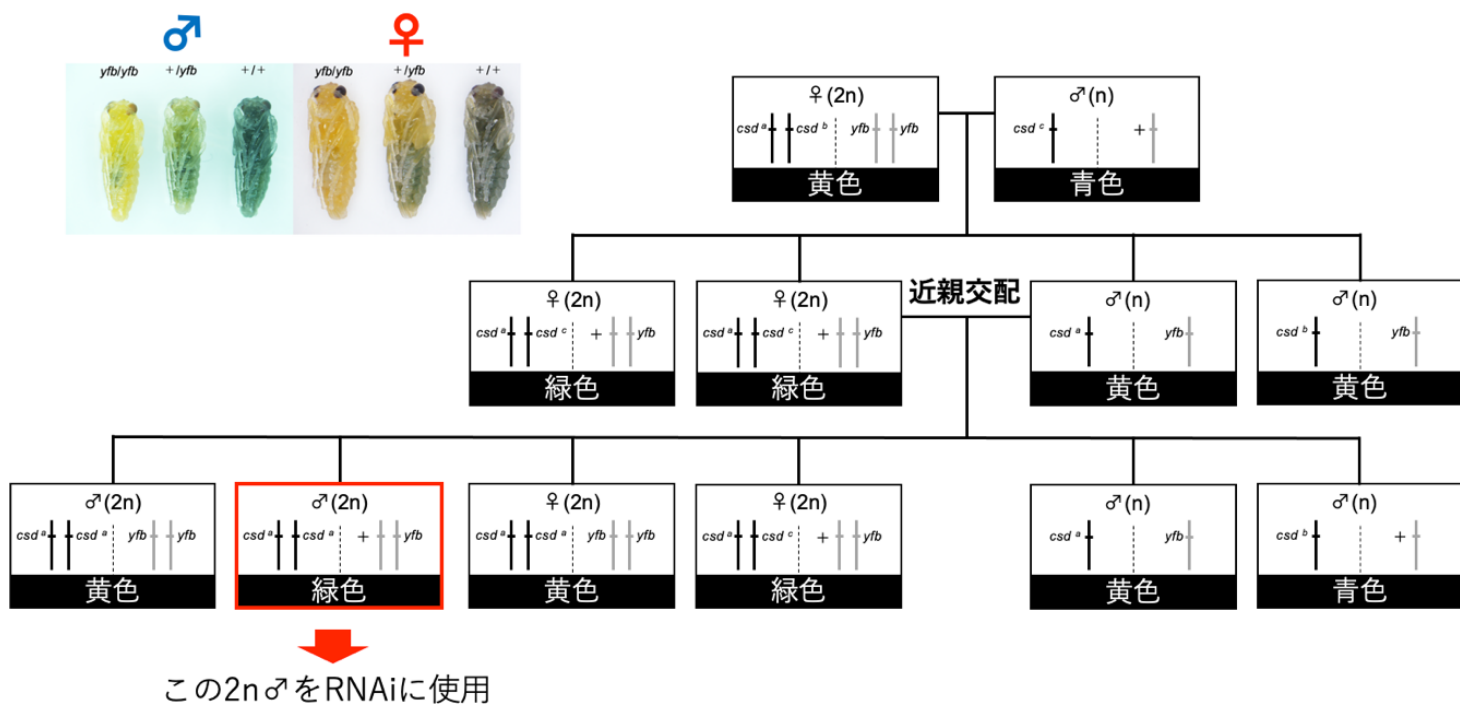 ♂ ♀
yfb/yfb +/yfb +/+ yfb/yfb +/yfb +/+
♀(2n)
csd a csd b yfb yfb
黄色
♂(n)
csd c +
青色
♀(2n)
csd a csd c + yfb
緑色
♀(2n)
csd a csd c + yfb
緑色
近親交配
♂(n)
csd a yfb
黄色
♂(n)
csd b yfb
黄色
♂(2n)
csd a csd a yfb yfb
黄色
♂(2n)
csd a csd a + yfb
緑色
♀(2n)
csd a csd a yfb yfb
黄色
♀(2n)
csd a csd c + yfb
緑色
♂(n)
csd a yfb
黄色
♂(n)
csd b +
青色
この2n♂をRNAiに使用